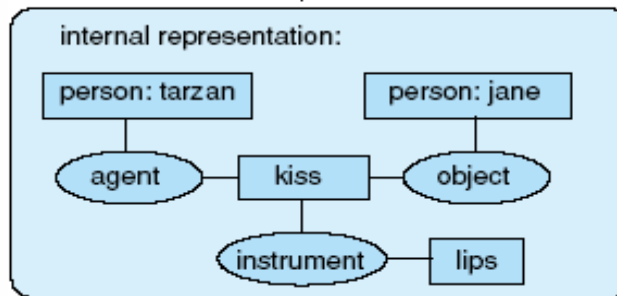 internal representation:
person: tarzan
person: jane
agent
kiss
object
instrument
lips